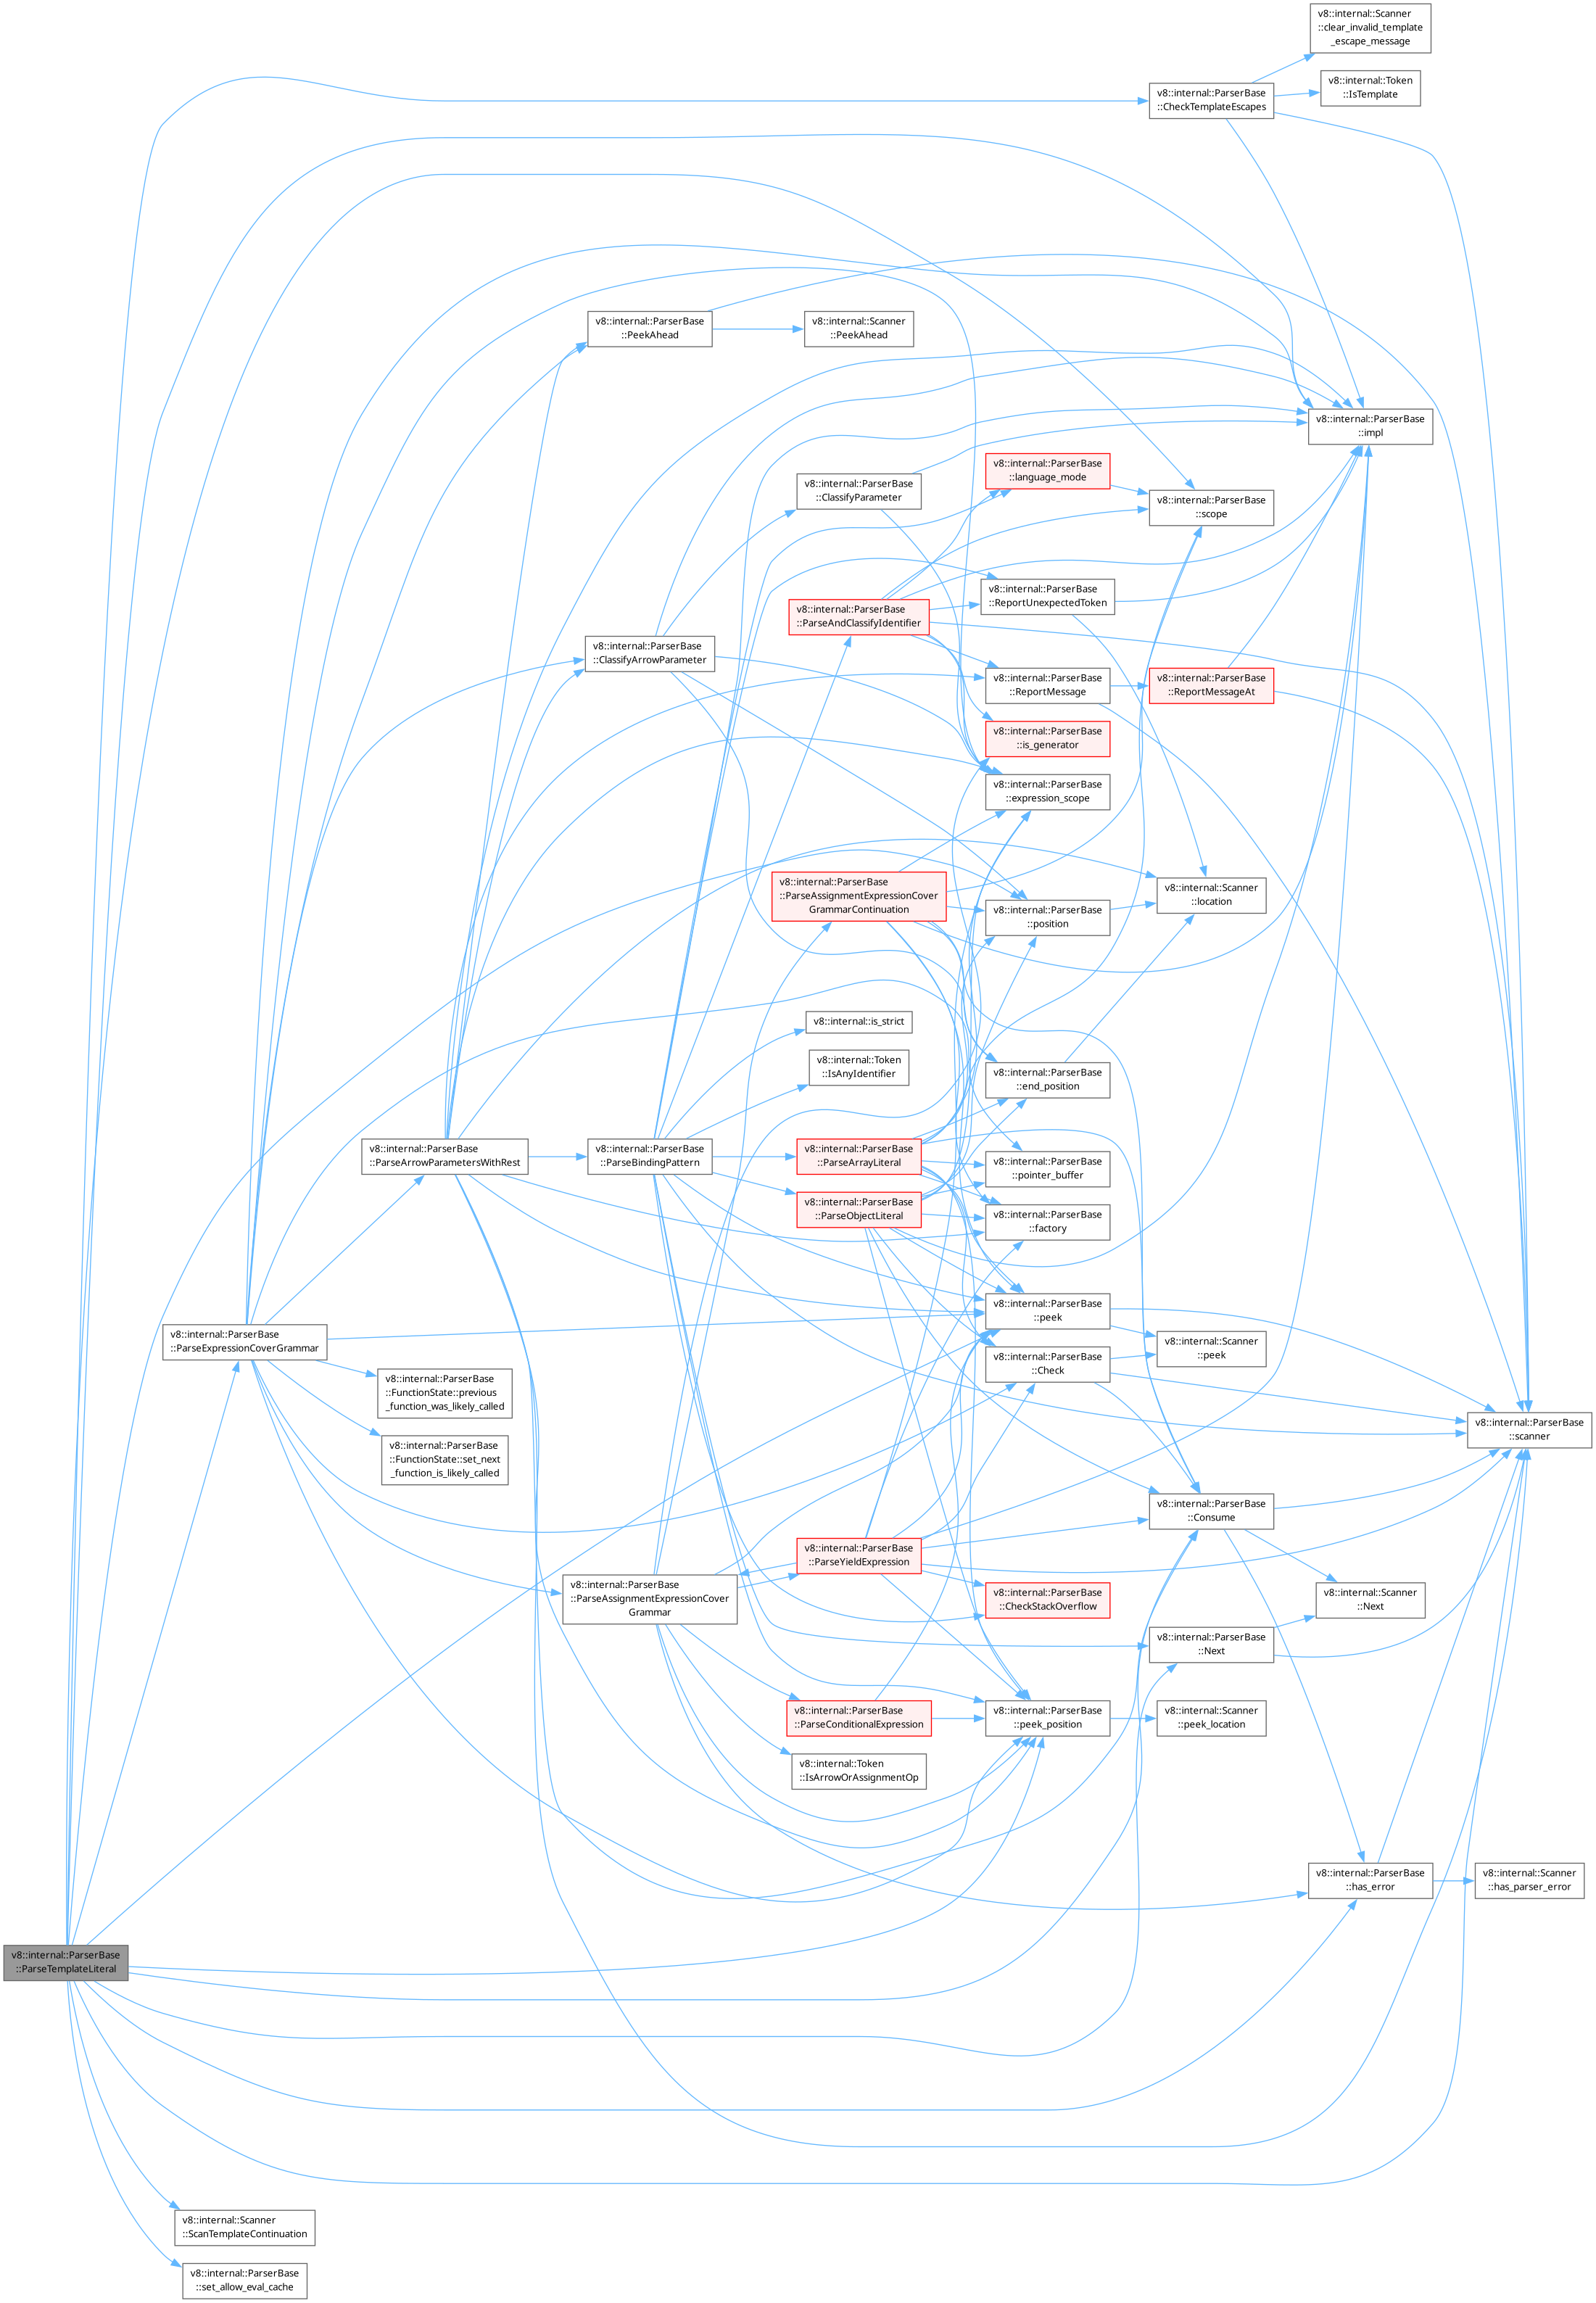 v8::internal::Scanner
::clear_invalid_template
_escape_message
v8::internal::Token
::IsTemplate
v8::internal::ParserBase
::CheckTemplateEscapes
v8::internal::ParserBase
::PeekAhead
v8::internal::Scanner
::PeekAhead
v8::internal::ParserBase
::impl
v8::internal::ParserBase
::language_mode
v8::internal::ParserBase
::ClassifyParameter
v8::internal::ParserBase
::scope
v8::internal::ParserBase
::ReportUnexpectedToken
v8::internal::ParserBase
::ParseAndClassifyIdentifier
v8::internal::ParserBase
::ClassifyArrowParameter
v8::internal::ParserBase
::ReportMessage
v8::internal::ParserBase
::ReportMessageAt
v8::internal::ParserBase
::is_generator
v8::internal::ParserBase
::expression_scope
v8::internal::ParserBase
::ParseAssignmentExpressionCover
GrammarContinuation
v8::internal::Scanner
::location
v8::internal::ParserBase
::position
v8::internal::is_strict
v8::internal::Token
::IsAnyIdentifier
v8::internal::ParserBase
::end_position
v8::internal::ParserBase
::ParseArrowParametersWithRest
v8::internal::ParserBase
::ParseBindingPattern
v8::internal::ParserBase
::ParseArrayLiteral
v8::internal::ParserBase
::pointer_buffer
v8::internal::ParserBase
::ParseObjectLiteral
v8::internal::ParserBase
::factory
v8::internal::ParserBase
::peek
v8::internal::ParserBase
::ParseExpressionCoverGrammar
v8::internal::Scanner
::peek
v8::internal::ParserBase
::Check
v8::internal::ParserBase
::FunctionState::previous
_function_was_likely_called
v8::internal::ParserBase
::scanner
v8::internal::ParserBase
::FunctionState::set_next
_function_is_likely_called
v8::internal::ParserBase
::Consume
v8::internal::ParserBase
::ParseYieldExpression
v8::internal::ParserBase
::ParseAssignmentExpressionCover
Grammar
v8::internal::ParserBase
::CheckStackOverflow
v8::internal::Scanner
::Next
v8::internal::ParserBase
::Next
v8::internal::ParserBase
::ParseConditionalExpression
v8::internal::ParserBase
::peek_position
v8::internal::Scanner
::peek_location
v8::internal::Token
::IsArrowOrAssignmentOp
v8::internal::ParserBase
::has_error
v8::internal::Scanner
::has_parser_error
v8::internal::ParserBase
::ParseTemplateLiteral
v8::internal::Scanner
::ScanTemplateContinuation
v8::internal::ParserBase
::set_allow_eval_cache